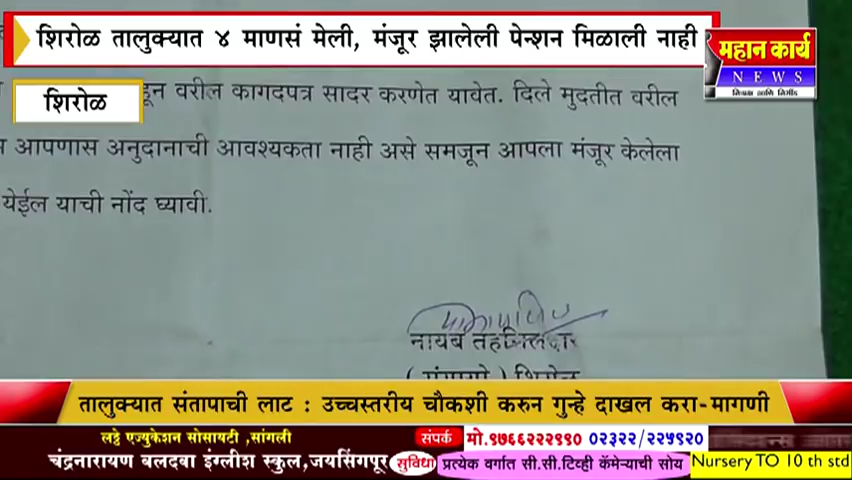 शिरोळ तालुक्यात ४ माणसं मेली, मंजूर झालेली पेन्शन मिळाली नाही
महान कार्य
NEWS
शिरोळ
वरील कागदपत्र सादर करणेत यावेत. दिले मुदतीत वरील
आपणास अनुदानाची आवश्यकता नाही असे समजून आपला मंजूर केलेला
येईल याची नोंद घ्यावी.
नायब तहसिलदार
शिरोळ
तालुक्यात संतापाची लाट : उच्चस्तरीय चौकशी करुन गुन्हे दाखल करा-मागणी
लठ्ठे एज्युकेशन सोसायटी ,सांगली
संपर्क मो.९७६६२२२९९० ०२३२२/२२५९२०
चंद्रनारायण बलदवा इंग्लीश स्कुल,जयसिंगपूर
सुविधा प्रत्येक वर्गात सी.सी.टिव्ही कॅमेऱ्याची सोय
Nursery TO 10 th std